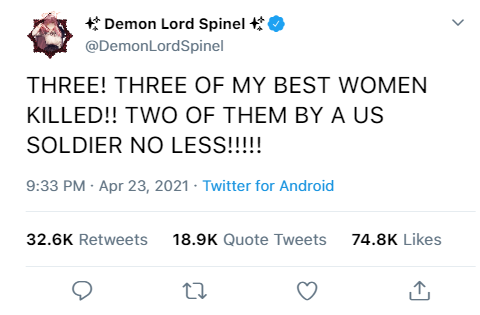 ✨ Demon Lord Spinel ✨
@DemonLordSpinel
THREE! THREE OF MY BEST WOMEN
KILLED!! TWO OF THEM BY A US
SOLDIER NO LESS!!!!!
9:33 PM · Apr 23, 2021 · Twitter for Android
32.6K Retweets 18.9K Quote Tweets 74.8K Likes